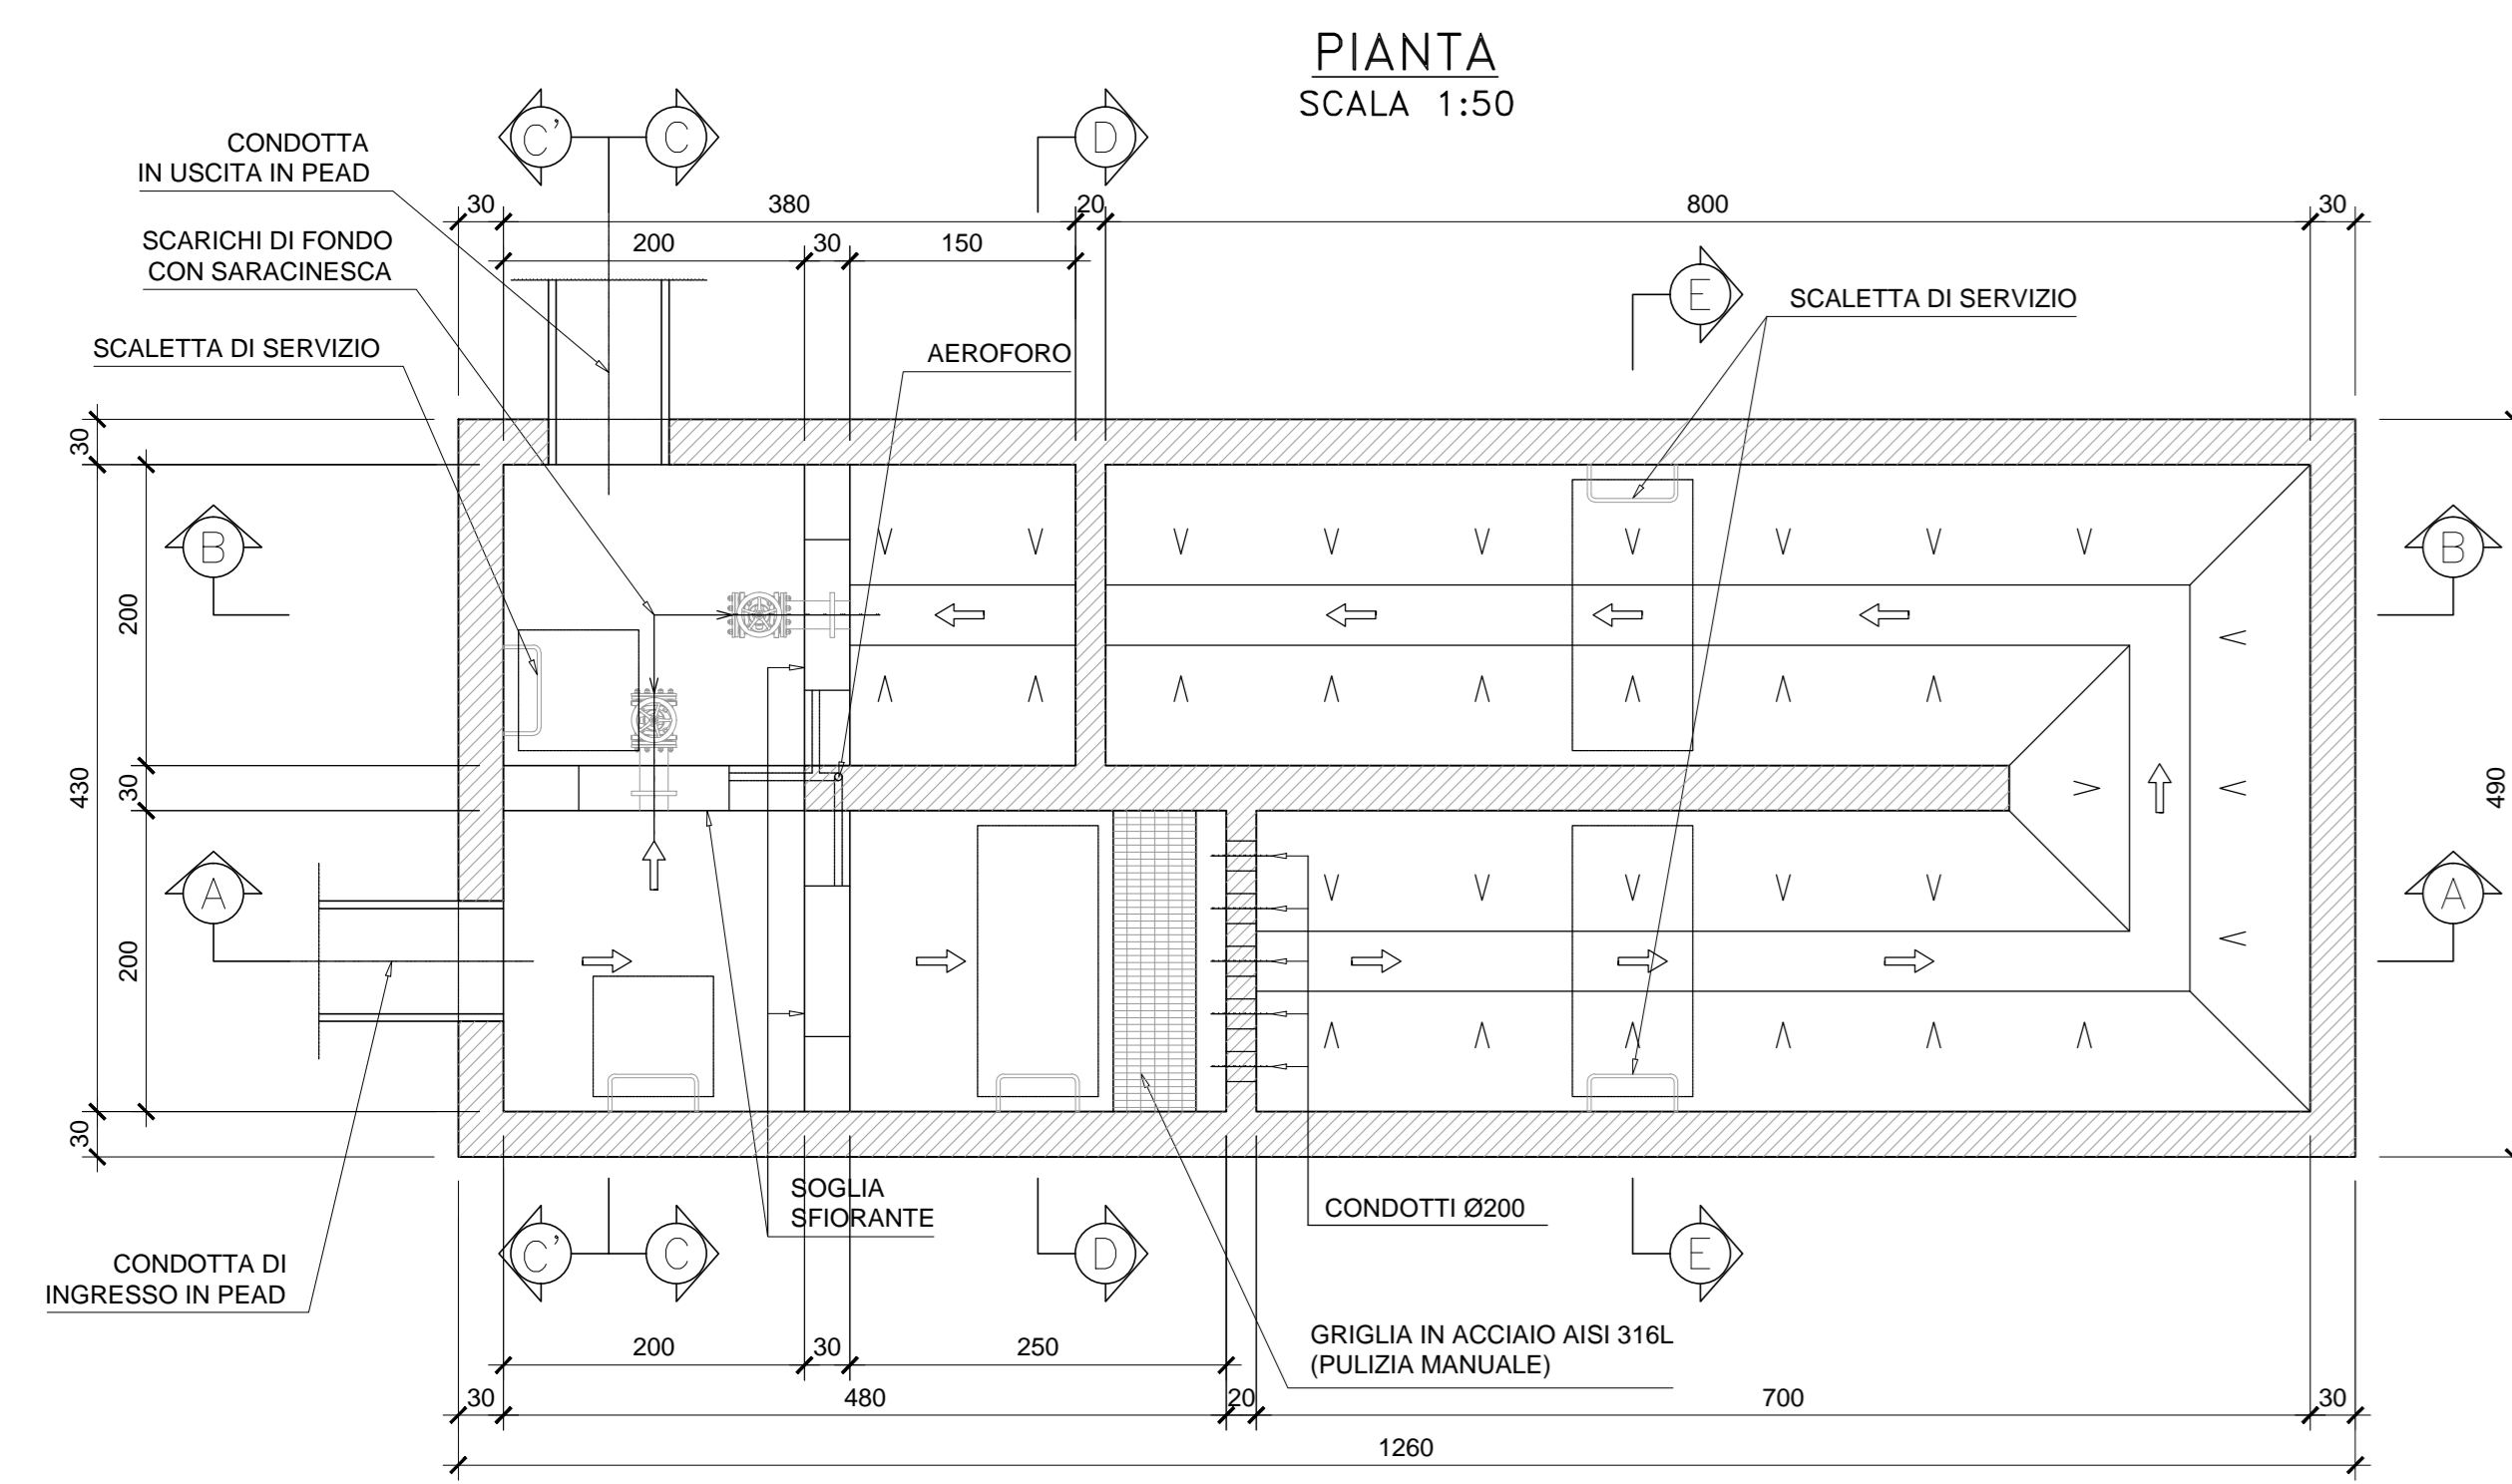 PIANTA
SCALA 1:50
C' C D
CONDOTTA
IN USCITA IN PEAD
30 380 20 800 30
SCARICHI DI FONDO
CON SARACINESCA
200 30 150
E
SCALETTA DI SERVIZIO
SCALETTA DI SERVIZIO
AEROFORO
30
B B
200
430
30
490
A A
200
30
SOGLIA
SFIORANTE
CONDOTTI Ø200
C' C D E
CONDOTTA DI
INGRESSO IN PEAD
GRIGLIA IN ACCIAIO AISI 316L
(PULIZIA MANUALE)
200 30 250
30 480 20 700 30
1260